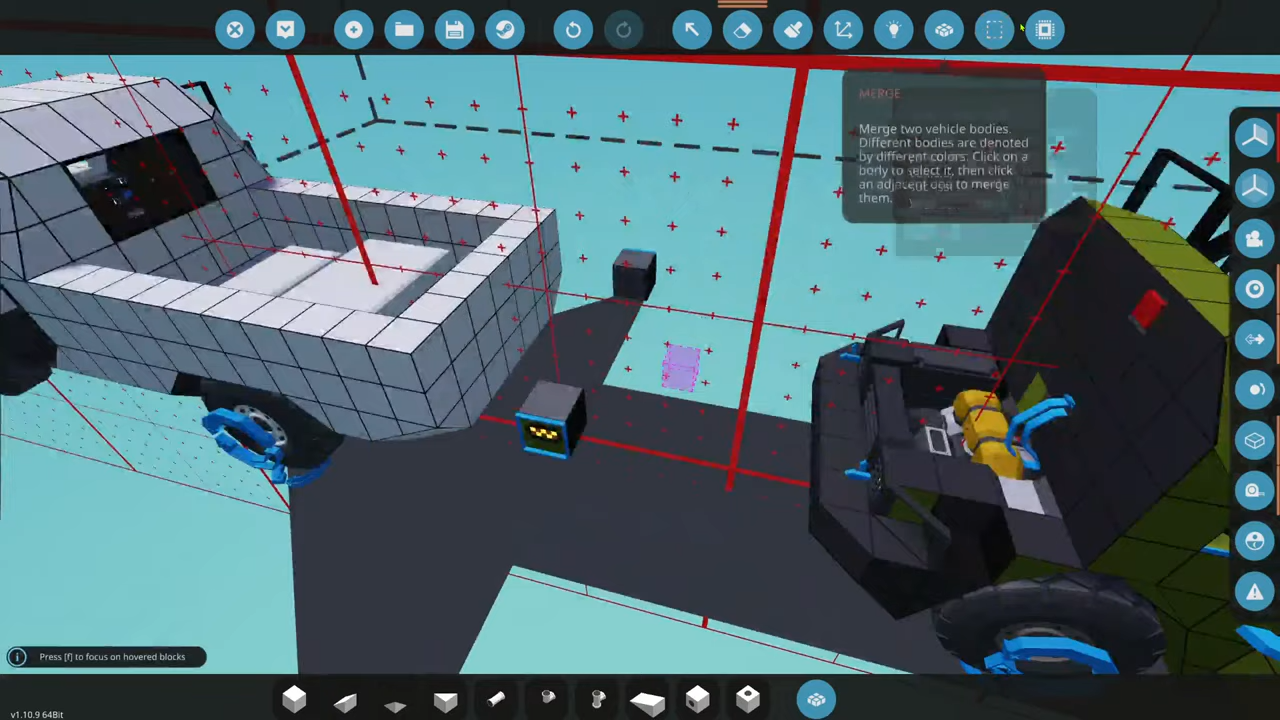 MERGE
Merge two vehicle bodies.
Different bodies are denoted
by different colors. Click on a
body to select it, then click
an adjacent one to merge
them.
Press [f] to focus on hovered blocks
v1.10.9 64Bit